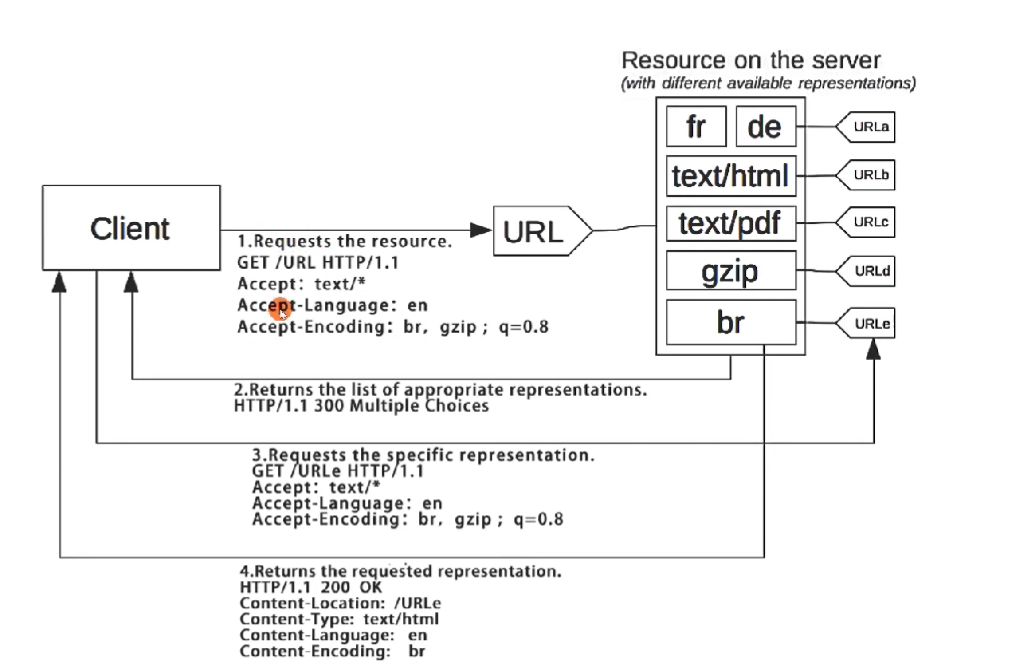 Resource on the server
(with different available representations)
fr de URLa
text/html URLb
text/pdf URLc
gzip URLd
br URLe
Client
URL
1.Requests the resource.
GET /URL HTTP/1.1
Accept: text/*
Accept-Language: en
Accept-Encoding: br, gzip ; q=0.8
2.Returns the list of appropriate representations.
HTTP/1.1 300 Multiple Choices
3.Requests the specific representation.
GET /URLe HTTP/1.1
Accept: text/*
Accept-Language: en
Accept-Encoding: br, gzip ; q=0.8
4.Returns the requested representation.
HTTP/1.1 200 OK
Content-Location: /URLe
Content-Type: text/html
Content-Language: en
Content-Encoding: br